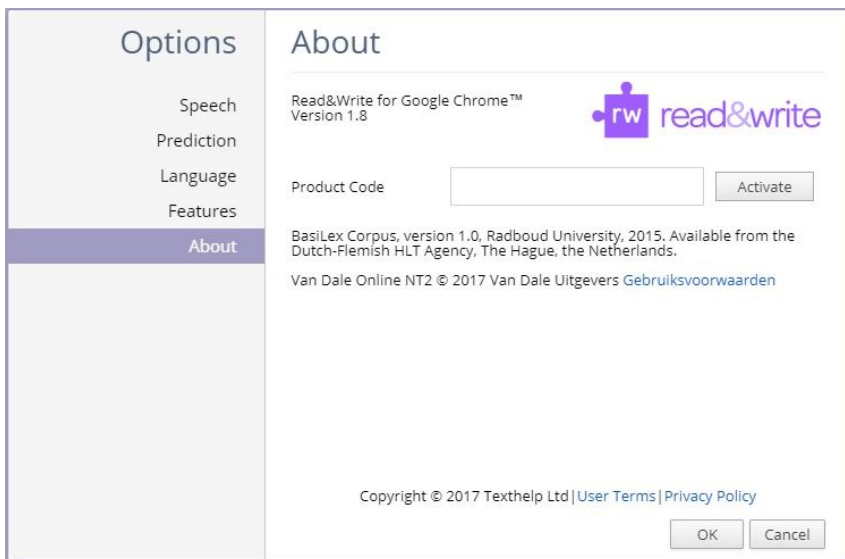 Options
Speech
Prediction
Language
Features
About
About
Read&Write for Google Chrome™
Version 1.8
rw read&write
Product Code
Activate
BasiLex Corpus, version 1.0, Radboud University, 2015. Available from the
Dutch-Flemish HLT Agency, The Hague, the Netherlands.
Van Dale Online NT2 © 2017 Van Dale Uitgevers Gebruiksvoorwaarden
Copyright © 2017 Texthelp Ltd|User Terms|Privacy Policy
OK Cancel